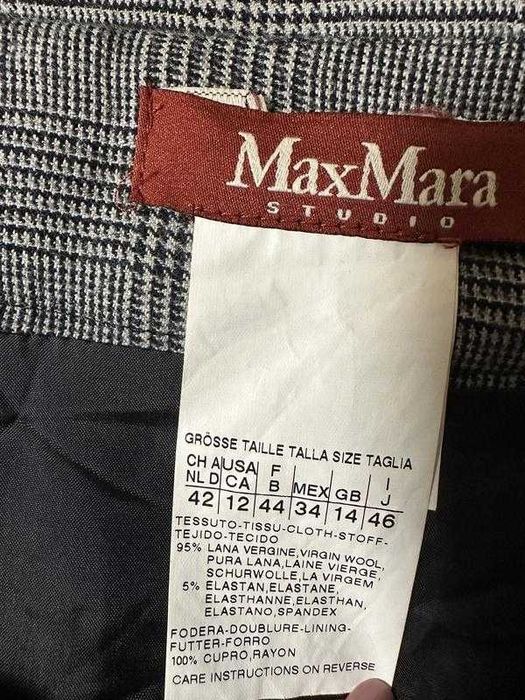 MaxMara
STUDIO
GRÖSSE TAILLE TALLA SIZE TAGLIA
CH A USA F I
NL D CA B MEX GB J
42 12 44 34 14 46
TESSUTO-TISSU-CLOTH-STOFF-
TEJIDO-TECIDO
95% LANA VERGINE,VIRGIN WOOL,
PURA LANA,LAINE VIERGE,
SCHURWOLLE,LA VIRGEM
5% ELASTAN,ELASTANE,
ELASTHANNE,ELASTHAN,
ELASTANO,SPANDEX
FODERA-DOUBLURE-LINING-
FUTTER-FORRO
100% CUPRO,RAYON
CARE INSTRUCTIONS ON REVERSE